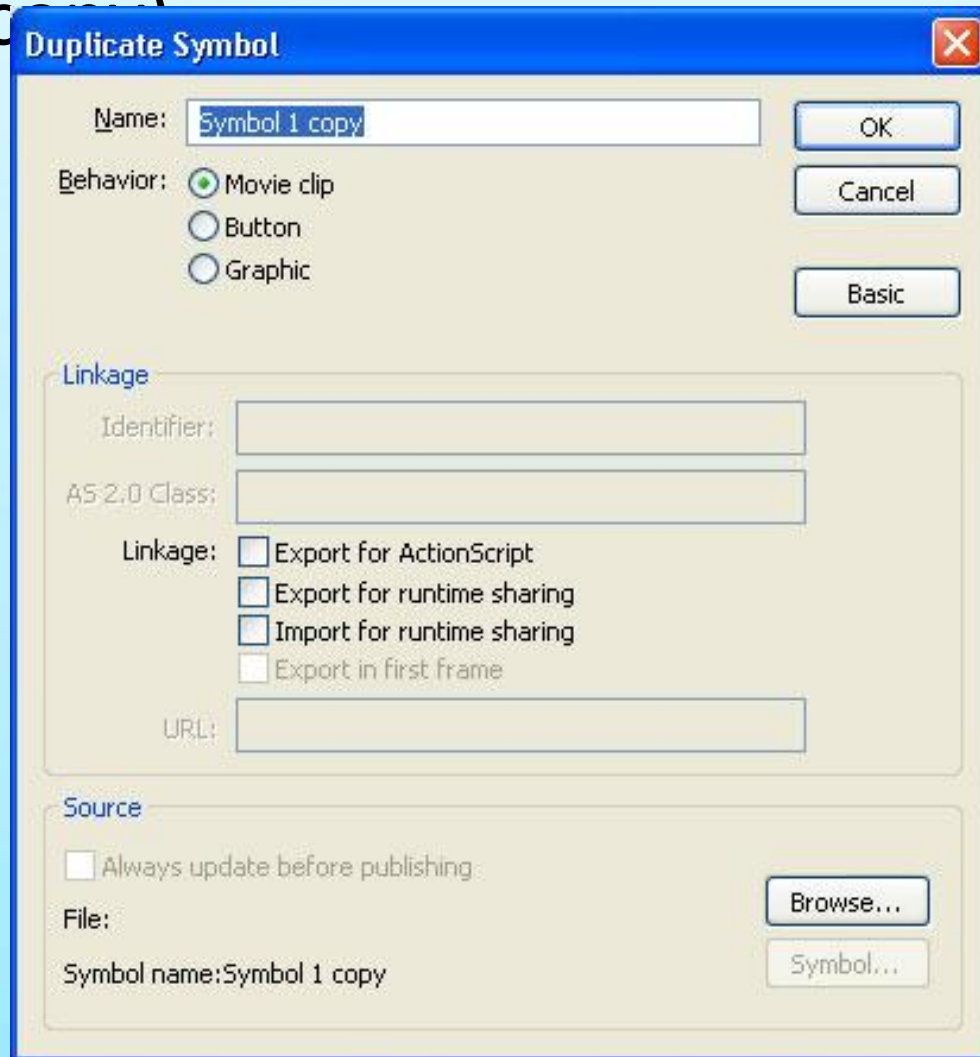 Duplicate Symbol
Name: Symbol 1 copy
OK
Behavior: Movie clip
Cancel
Button
Graphic
Basic
Linkage
Identifier:
AS 2.0 Class:
Linkage: Export for ActionScript
Export for runtime sharing
Import for runtime sharing
Export in first frame
URL:
Source
Always update before publishing
Browse...
File:
Symbol name:Symbol 1 copy
Symbol...